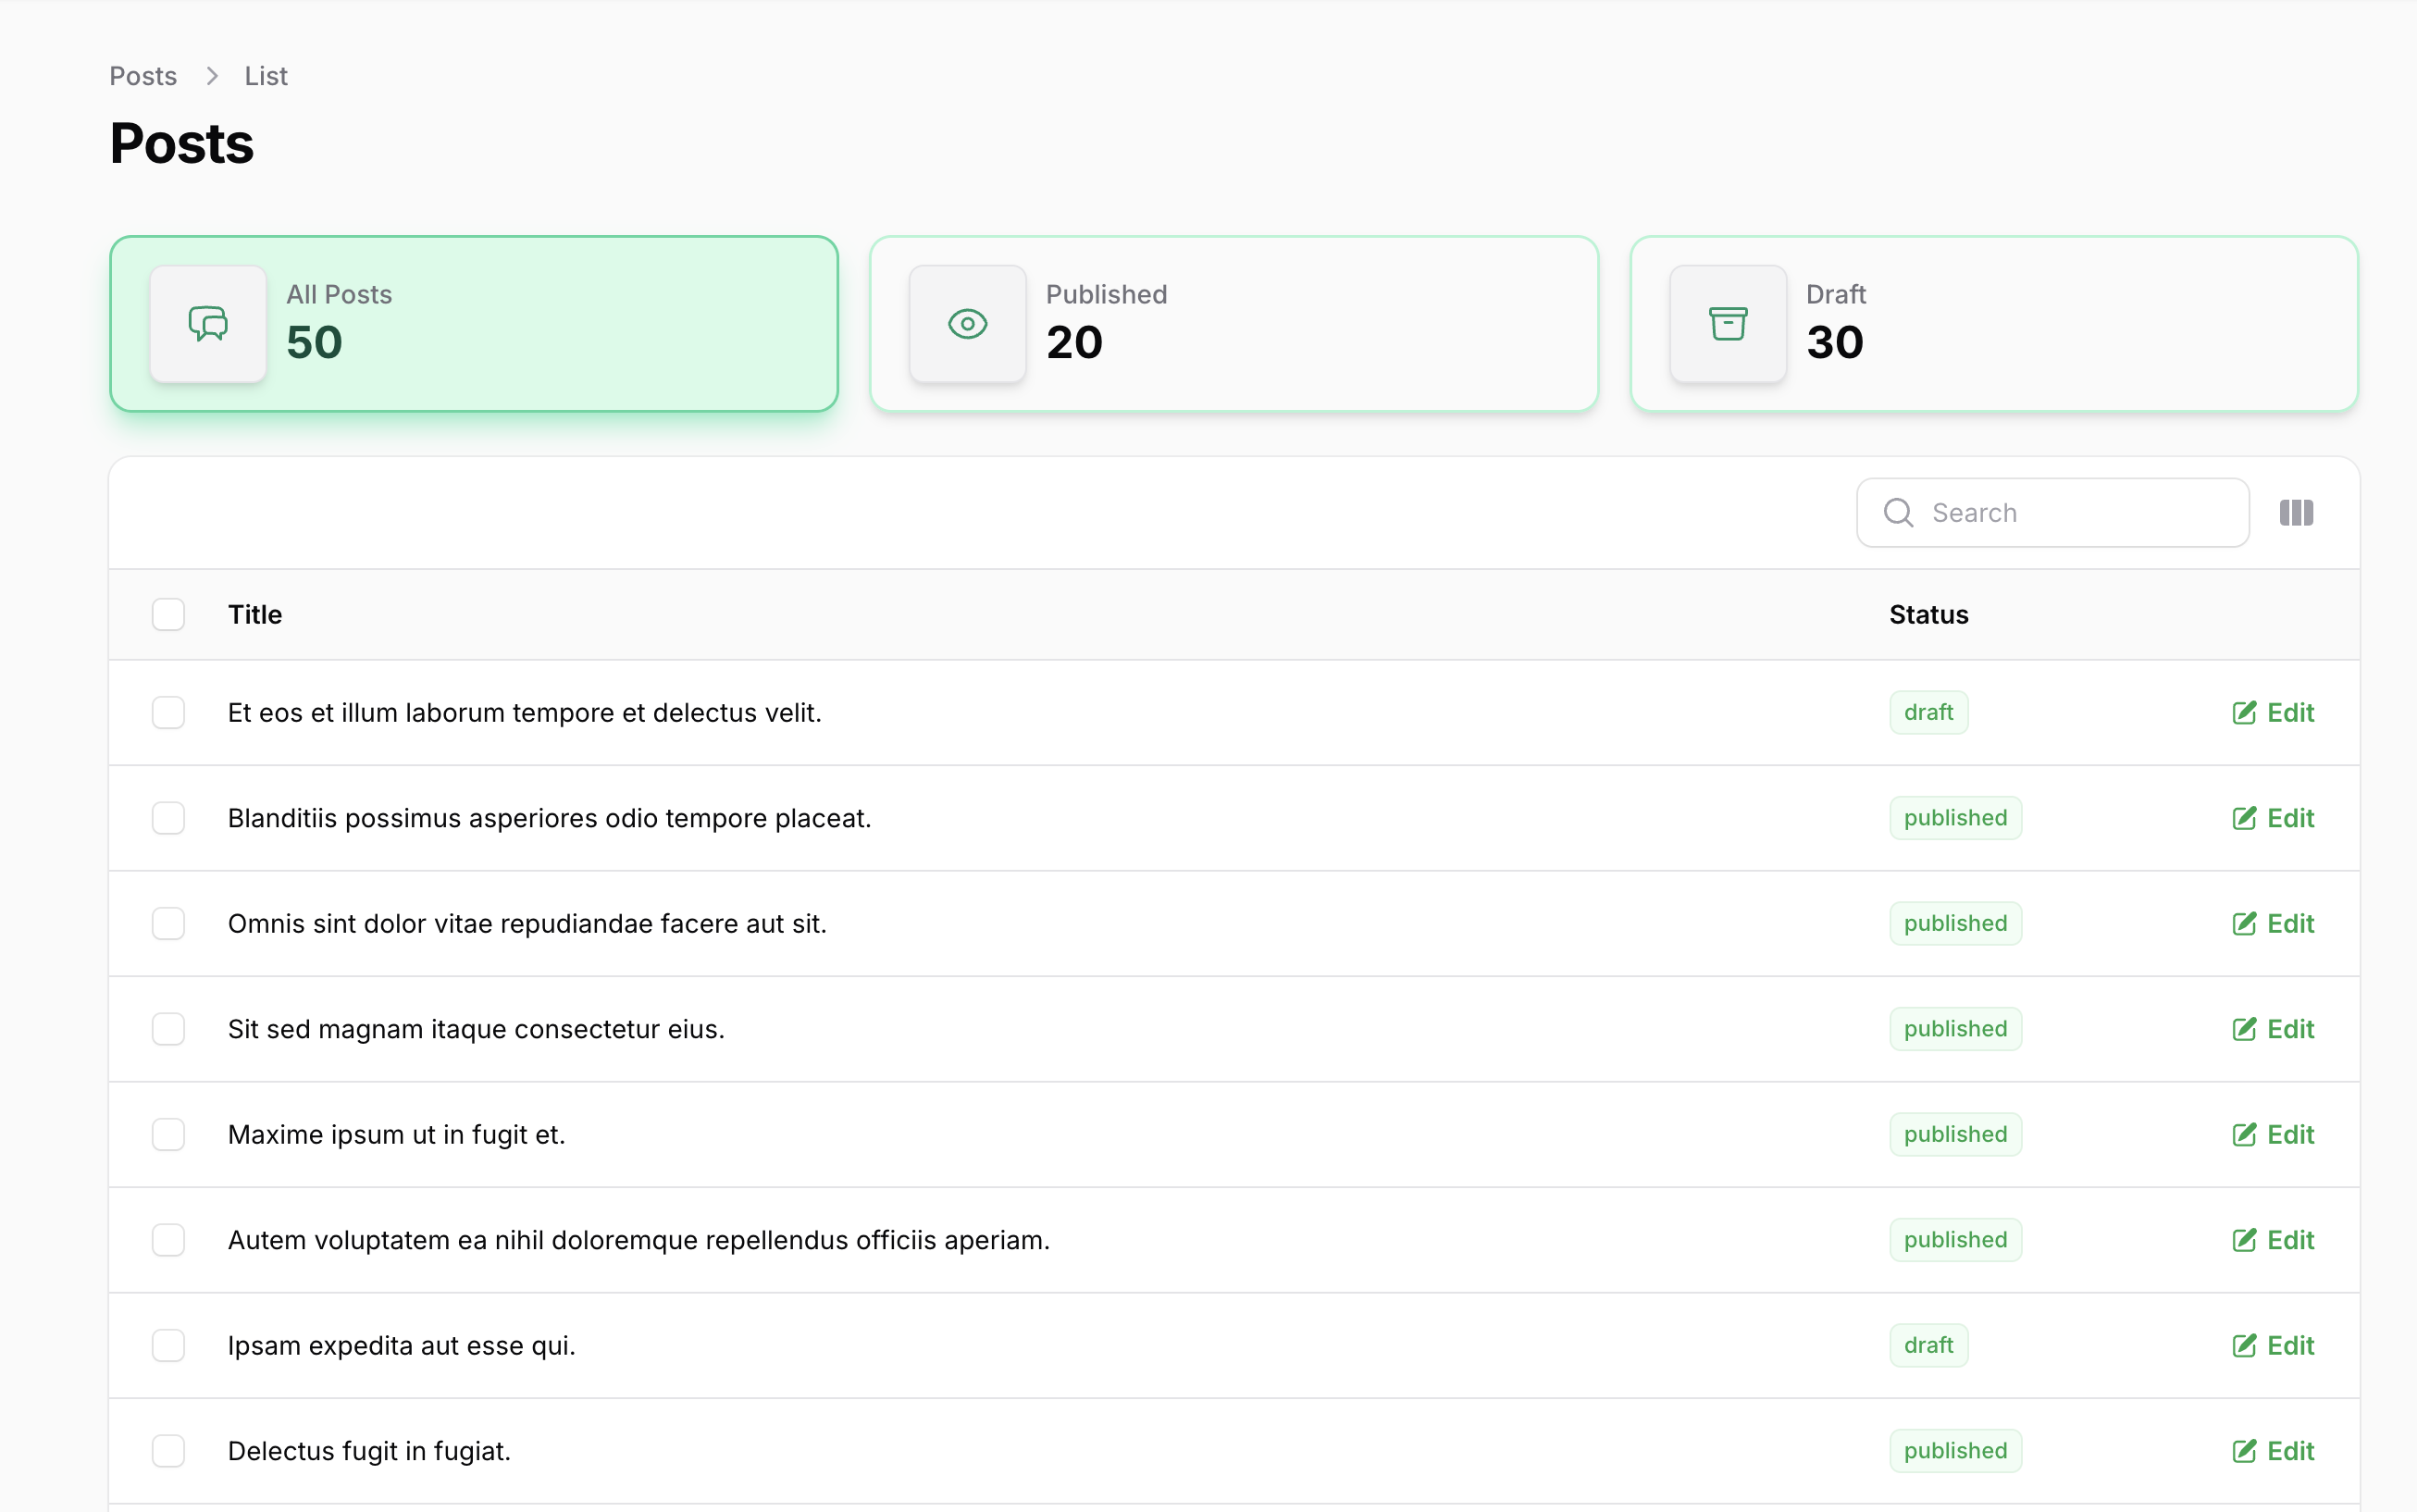 Posts > List
Posts
All Posts
50
Published
20
Draft
30
Search
Title Status
Et eos et illum laborum tempore et delectus velit. draft Edit
Blanditiis possimus asperiores odio tempore placeat. published Edit
Omnis sint dolor vitae repudiandae facere aut sit. published Edit
Sit sed magnam itaque consectetur eius. published Edit
Maxime ipsum ut in fugit et. published Edit
Autem voluptatem ea nihil doloremque repellendus officiis aperiam. published Edit
Ipsam expedita aut esse qui. draft Edit
Delectus fugit in fugiat. published Edit